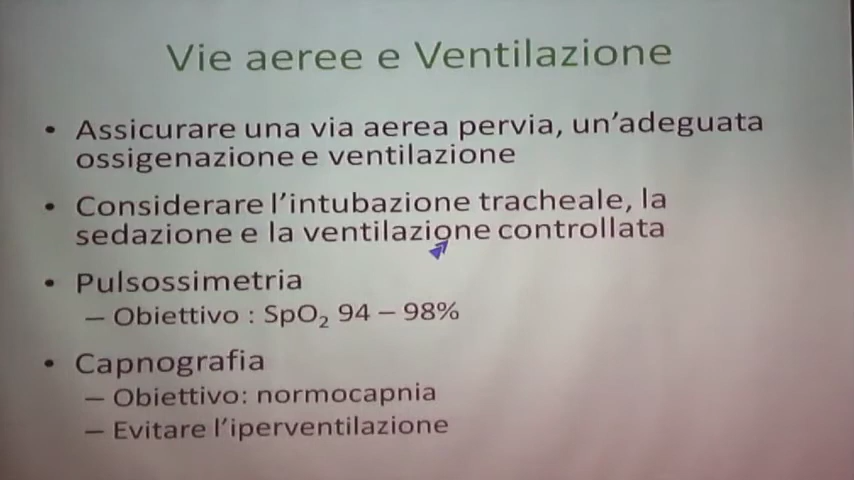 Vie aeree e Ventilazione
• Assicurare una via aerea pervia, un'adeguata
ossigenazione e ventilazione
• Considerare l'intubazione tracheale, la
sedazione e la ventilazione controllata
• Pulsossimetria
– Obiettivo : SpO₂ 94 – 98%
• Capnografia
– Obiettivo: normocapnia
– Evitare l'iperventilazione